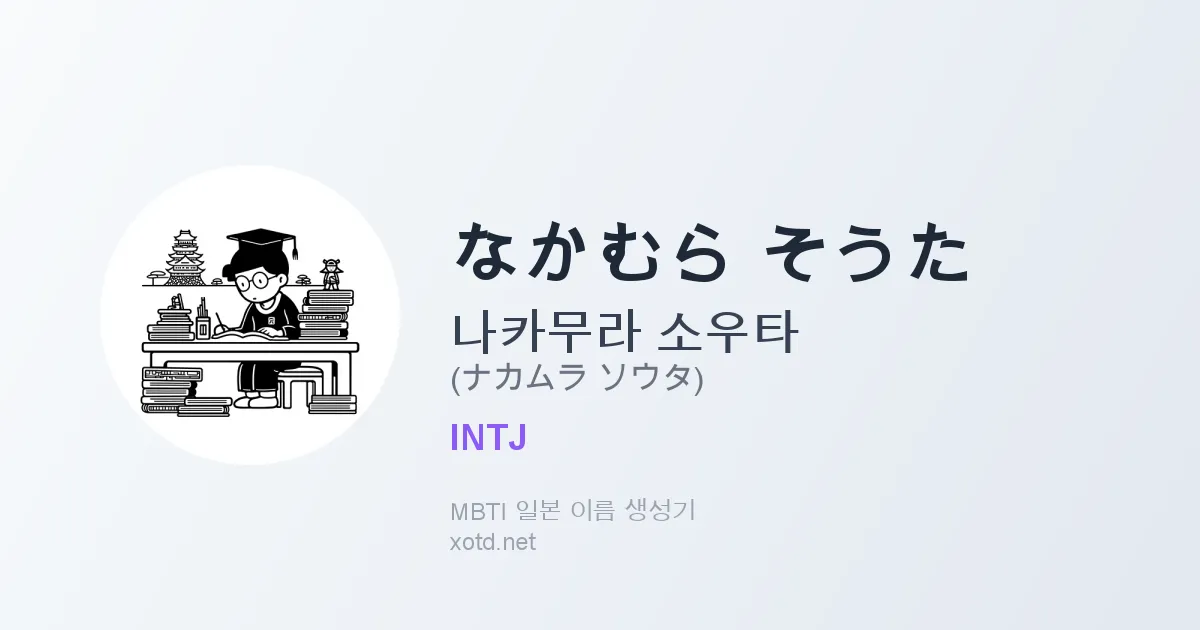 なかむら そうた
나카무라 소우타
(ナカムラ ソウタ)
INTJ
MBTI 일본 이름 생성기
xotd.net